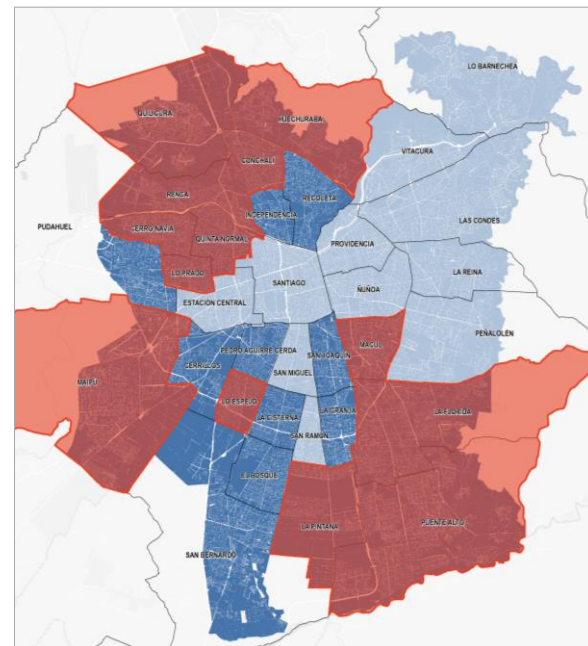 LO BARNECHEA
QUILICURA
HUECHURABA
VITACURA
CONCHALÍ
RENCA
RECOLETA
INDEPENDENCIA
LAS CONDES
PUDAHUEL
CERRO NAVIA
QUINTA NORMAL
PROVIDENCIA
LO PRADO
LA REINA
SANTIAGO
ÑUÑOA
ESTACION CENTRAL
PEÑALOLÉN
MACUL
PEDRO AGUIRRE CERDA
SAN JOAQUÍN
CERRILLOS
SAN MIGUEL
MAIPÚ
LO ESPEJO
LA FLORIDA
LA GRANJA
LA CISTERNA
SAN RAMÓN
EL BOSQUE
PUENTE ALTO
LA PINTANA
SAN BERNARDO